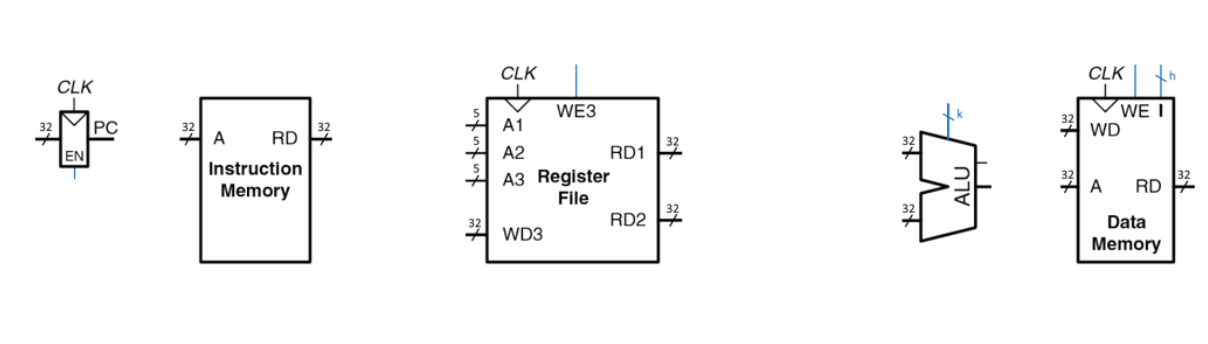 CLK
32
PC
EN
32
A
RD
32
Instruction
Memory
CLK
WE3
5
A1
5
A2
5
A3
32
WD3
RD1
32
RD2
32
Register
File
k
32
32
ALU
CLK
h
WE I
32
WD
32
A
RD
32
Data
Memory